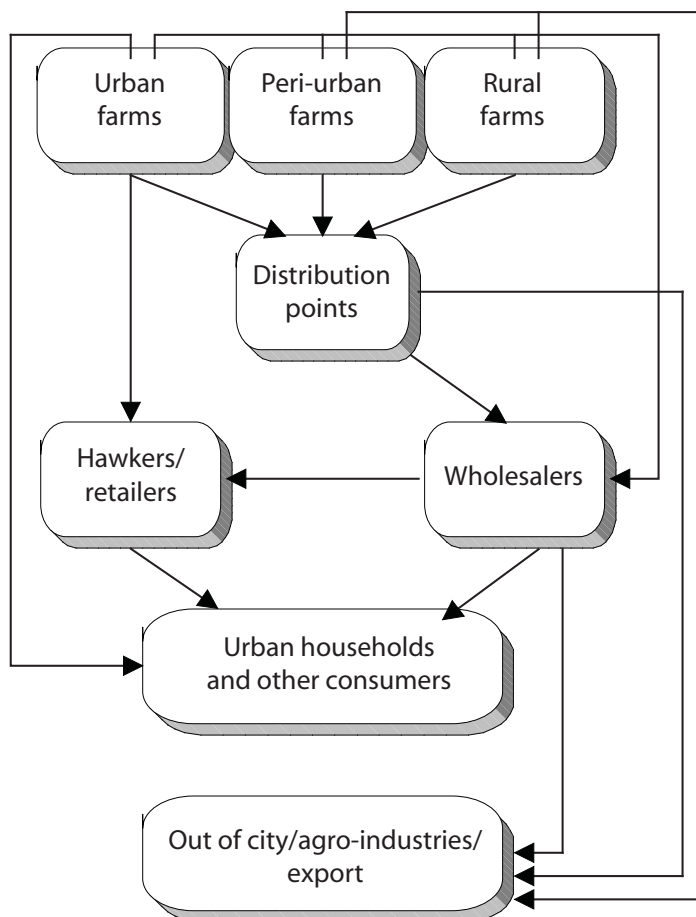 Urban
farms
Peri-urban
farms
Rural
farms
Distribution
points
Hawkers/
retailers
Wholesalers
Urban households
and other consumers
Out of city/agro-industries/
export